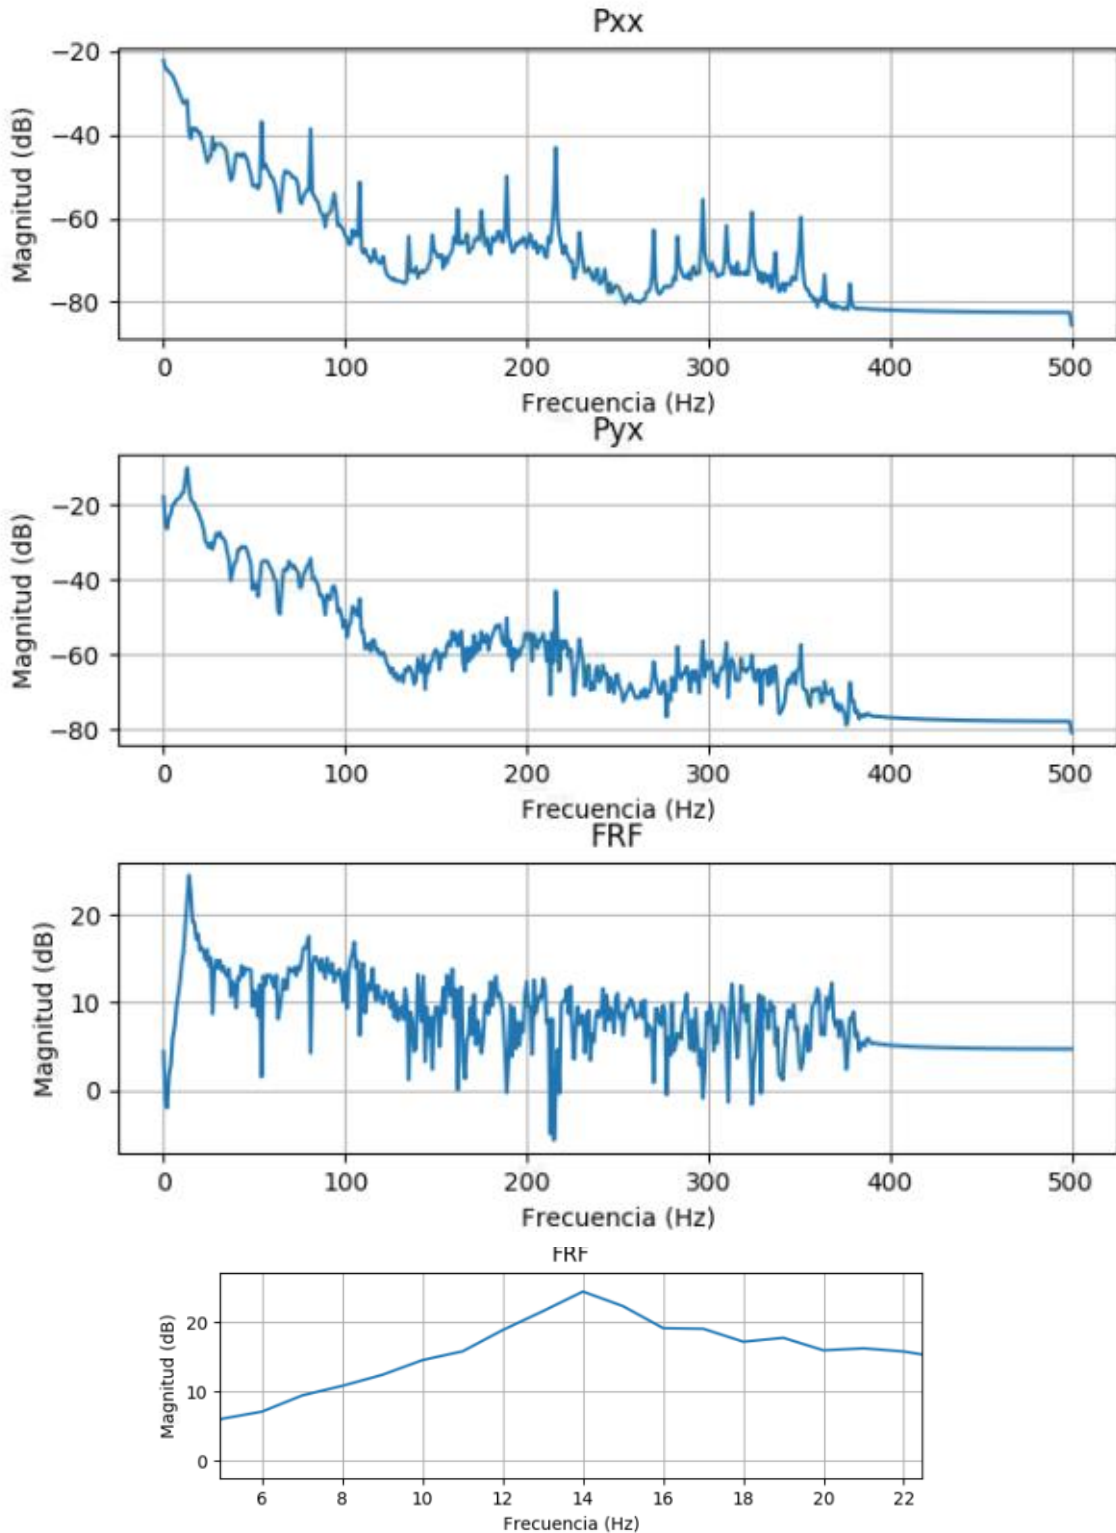 Pxx
−20
−40
−60
−80
Magnitud (dB)
0 100 200 300 400 500
Frecuencia (Hz)
Pyx
−20
−40
−60
−80
Magnitud (dB)
0 100 200 300 400 500
Frecuencia (Hz)
FRF
20
10
0
Magnitud (dB)
0 100 200 300 400 500
Frecuencia (Hz)
FRF
20
10
0
Magnitud (dB)
6 8 10 12 14 16 18 20 22
Frecuencia (Hz)